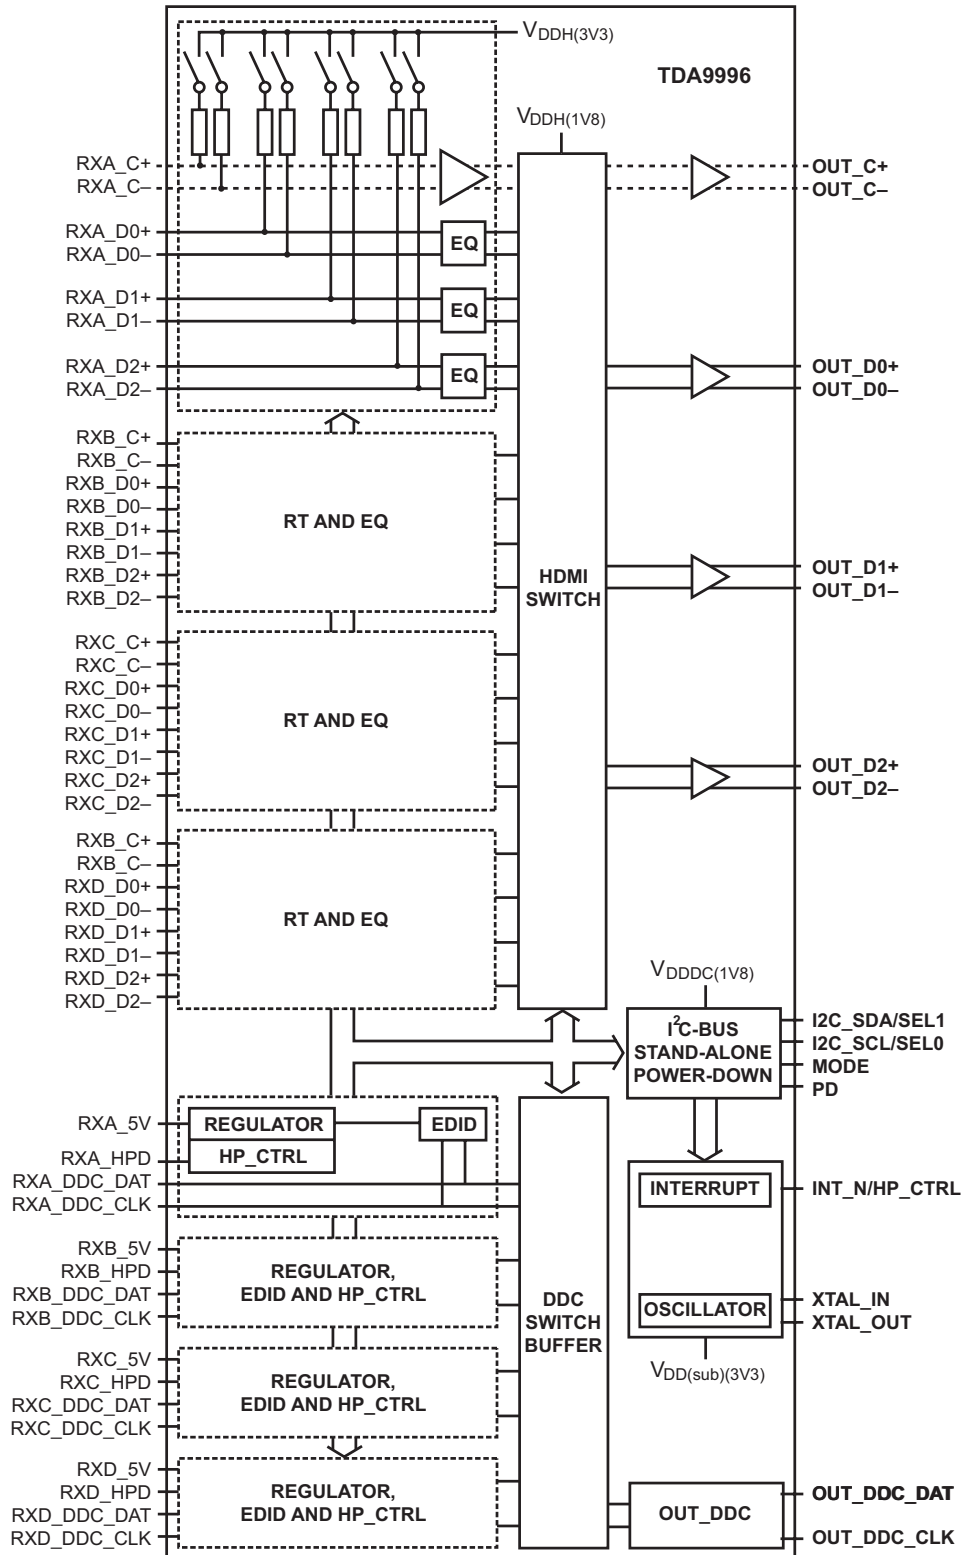 VDDH(3V3)
TDA9996
VDDH(1V8)
RXA_C+
RXA_C–
OUT_C+
OUT_C–
RXA_D0+
RXA_D0–
EQ
RXA_D1+
RXA_D1–
EQ
RXA_D2+
RXA_D2–
EQ
OUT_D0+
OUT_D0–
RXB_C+
RXB_C–
RXB_D0+
RXB_D0–
RXB_D1+
RXB_D1–
RXB_D2+
RXB_D2–
RT AND EQ
HDMI
SWITCH
OUT_D1+
OUT_D1–
RXC_C+
RXC_C–
RXC_D0+
RXC_D0–
RXC_D1+
RXC_D1–
RXC_D2+
RXC_D2–
RT AND EQ
OUT_D2+
OUT_D2–
RXB_C+
RXB_C–
RXD_D0+
RXD_D0–
RXD_D1+
RXD_D1–
RXD_D2+
RXD_D2–
RT AND EQ
VDDDC(1V8)
I²C-BUS
STAND-ALONE
POWER-DOWN
I2C_SDA/SEL1
I2C_SCL/SEL0
MODE
PD
RXA_5V
RXA_HPD
RXA_DDC_DAT
RXA_DDC_CLK
REGULATOR
HP_CTRL
EDID
INTERRUPT
INT_N/HP_CTRL
RXB_5V
RXB_HPD
RXB_DDC_DAT
RXB_DDC_CLK
REGULATOR,
EDID AND HP_CTRL
DDC
SWITCH
BUFFER
OSCILLATOR
XTAL_IN
XTAL_OUT
VDD(sub)(3V3)
RXC_5V
RXC_HPD
RXC_DDC_DAT
RXC_DDC_CLK
REGULATOR,
EDID AND HP_CTRL
RXD_5V
RXD_HPD
RXD_DDC_DAT
RXD_DDC_CLK
REGULATOR,
EDID AND HP_CTRL
OUT_DDC
OUT_DDC_DAT
OUT_DDC_CLK